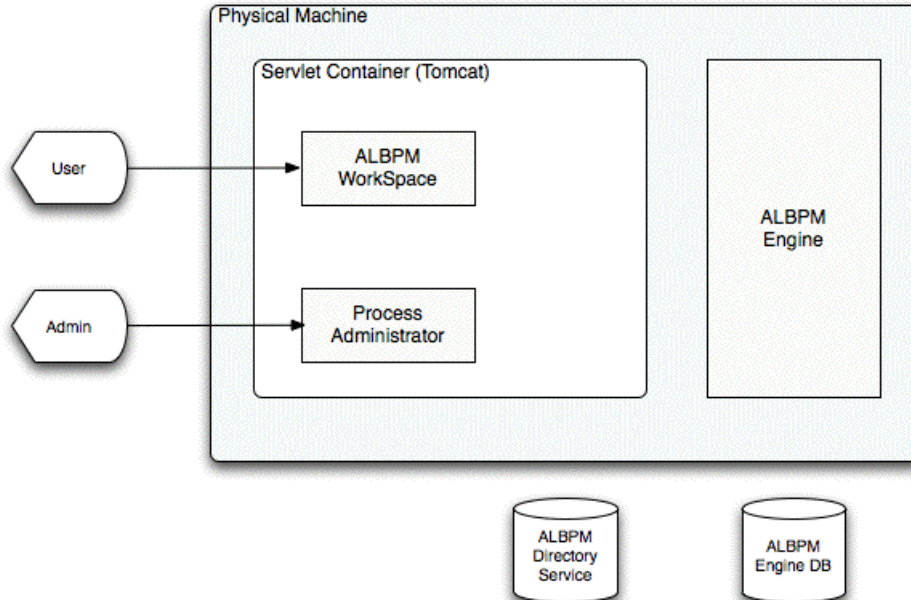 Physical Machine
Servlet Container (Tomcat)
User
ALBPM
WorkSpace
ALBPM
Engine
Admin
Process
Administrator
ALBPM
Directory
Service
ALBPM
Engine DB